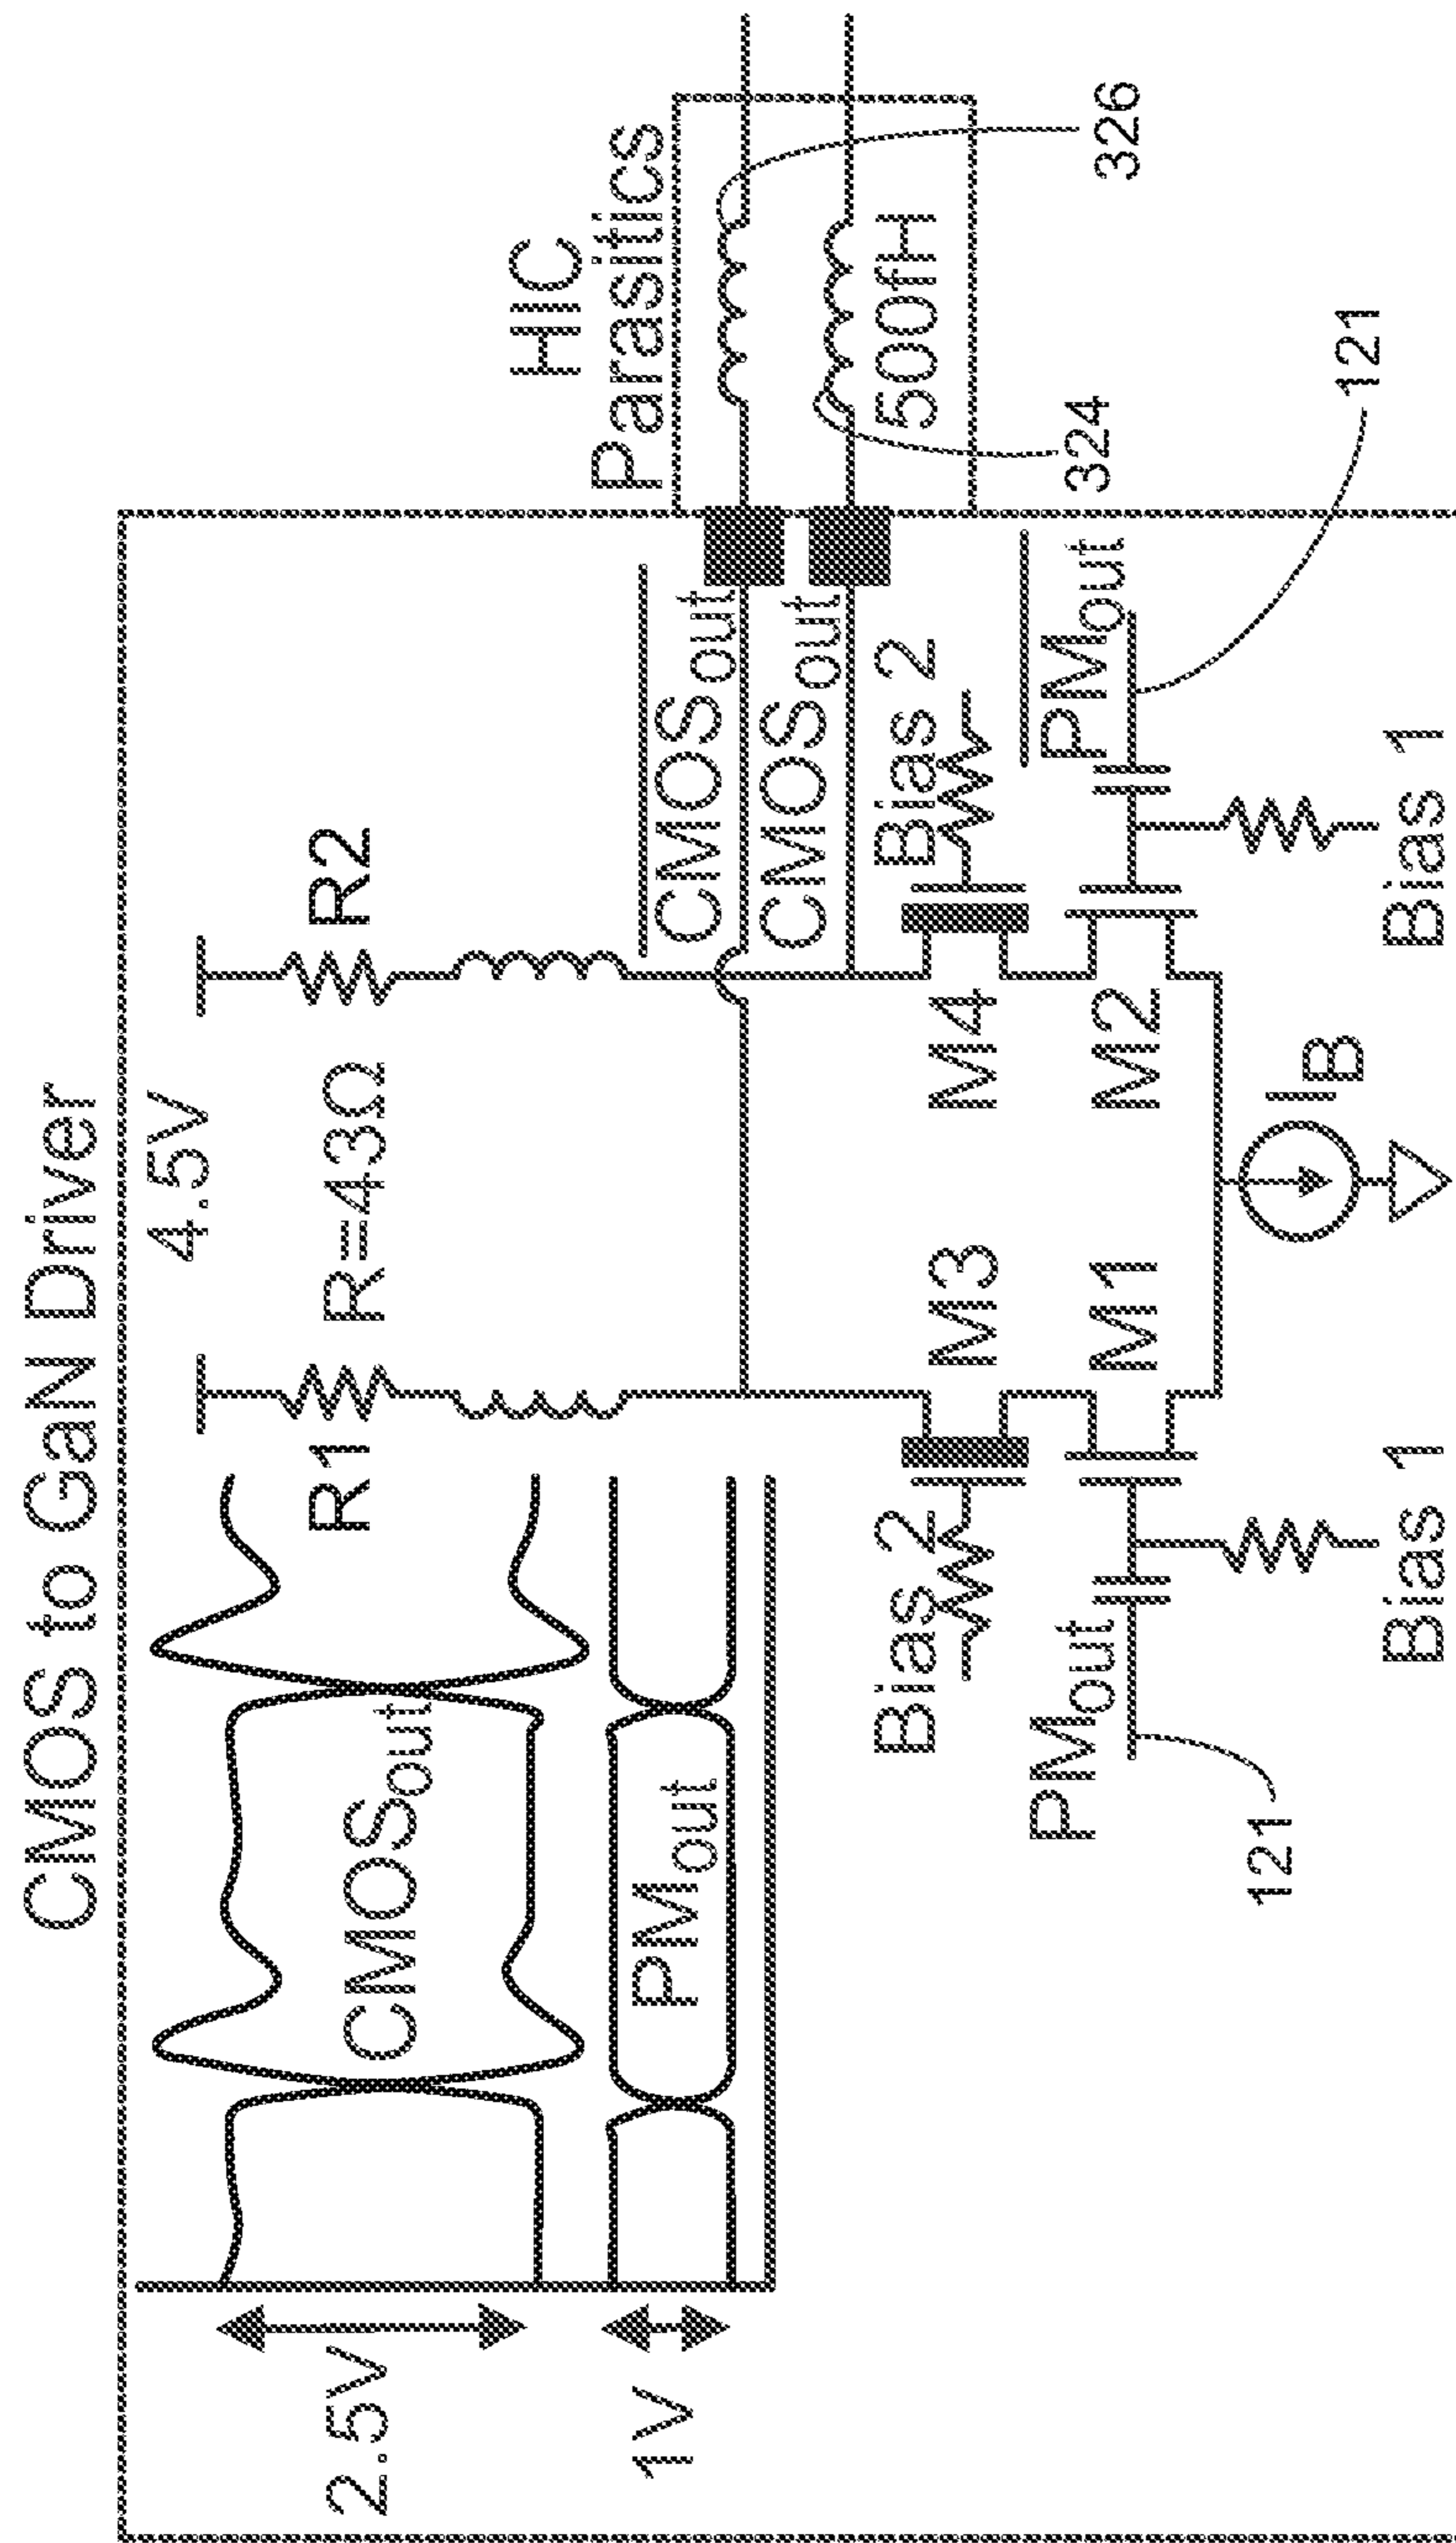 CMOS to GaN Driver
4.5V
R1
R=43Ω
R2
2.5V
CMOSout
1V
PMout
HIC
Parasitics
CMOSout
CMOSout
500fH
326
324
Bias 2
M3
M4
Bias 2
PMout
M1
M2
PMout
121
121
IB
Bias 1
Bias 1